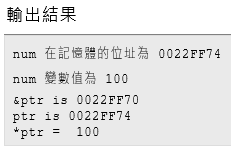 輸出結果
num 在記憶體的位址為 0022FF74
num 變數值為 100
&ptr is 0022FF70
ptr is 0022FF74
*ptr =  100